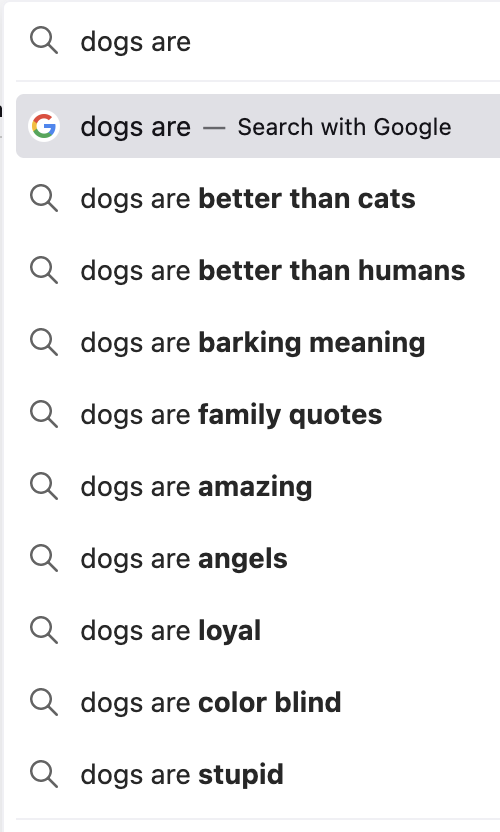 dogs are
dogs are — Search with Google
dogs are better than cats
dogs are better than humans
dogs are barking meaning
dogs are family quotes
dogs are amazing
dogs are angels
dogs are loyal
dogs are color blind
dogs are stupid